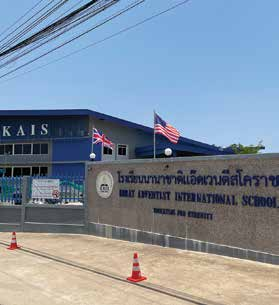 KAIS
โรงเรียนนานาชาติแอ๊ดเวนตีสโคราช
KORAT ADVENTIST INTERNATIONAL SCHOOL
EDUCATION FOR ETERNITY